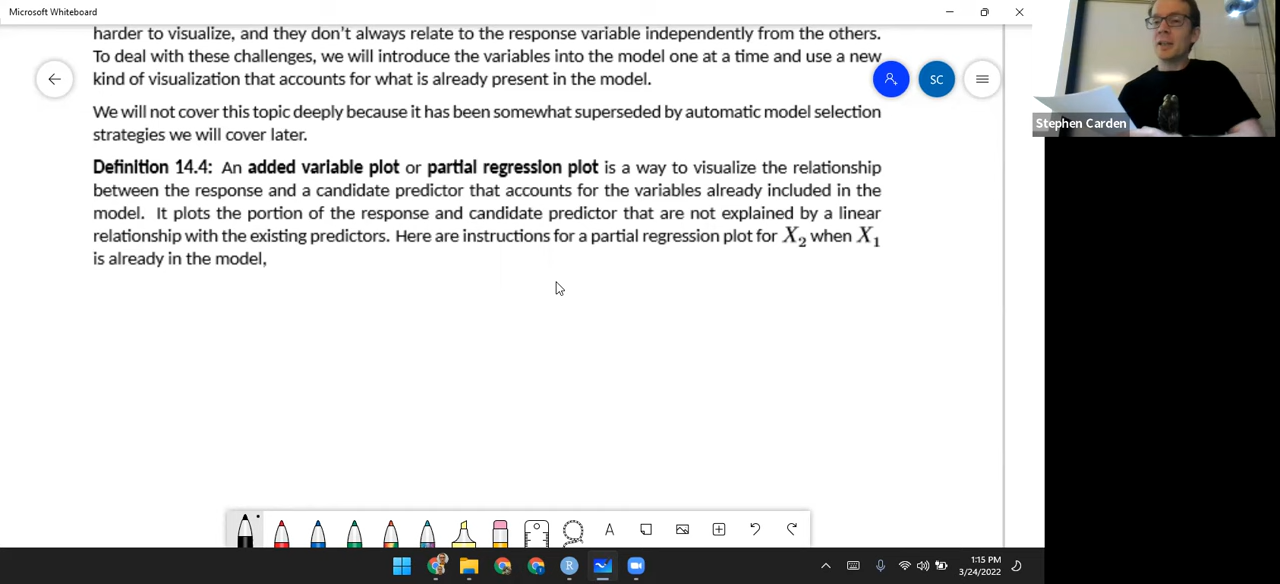 Microsoft Whiteboard
harder to visualize, and they don't always relate to the response variable independently from the others.
To deal with these challenges, we will introduce the variables into the model one at a time and use a new
kind of visualization that accounts for what is already present in the model.
SC
We will not cover this topic deeply because it has been somewhat superseded by automatic model selection
strategies we will cover later.
Stephen Carden
Definition 14.4: An added variable plot or partial regression plot is a way to visualize the relationship
between the response and a candidate predictor that accounts for the variables already included in the
model. It plots the portion of the response and candidate predictor that are not explained by a linear
relationship with the existing predictors. Here are instructions for a partial regression plot for X₂ when X₁
is already in the model,
A
R
1:15 PM
3/24/2022